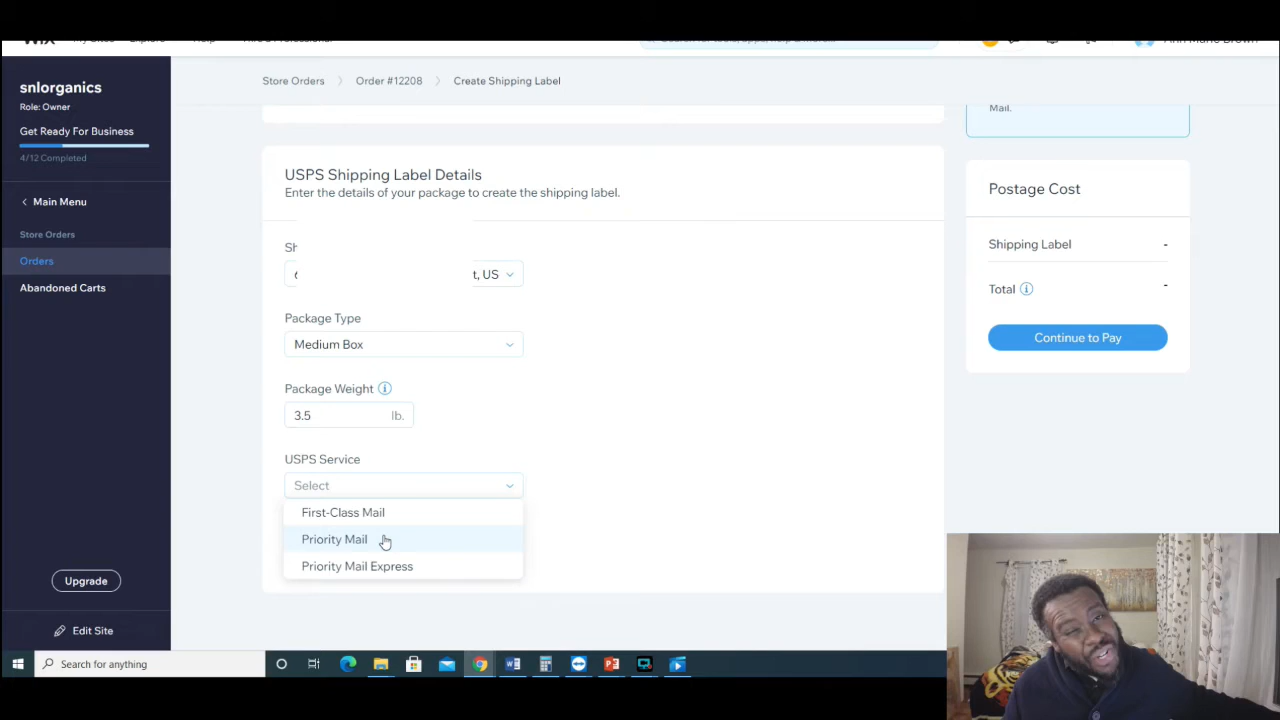 snlorganics
Role: Owner
Get Ready For Business
4/12 Completed
Main Menu
Store Orders
Orders
Abandoned Carts
Upgrade
Edit Site
Store Orders
Order #12208
Create Shipping Label
USPS Shipping Label Details
Enter the details of your package to create the shipping label.
t, US
Package Type
Medium Box
Package Weight
3.5 lb.
USPS Service
Select
First-Class Mail
Priority Mail
Priority Mail Express
Mail.
Postage Cost
Shipping Label -
Total -
Continue to Pay
Search for anything